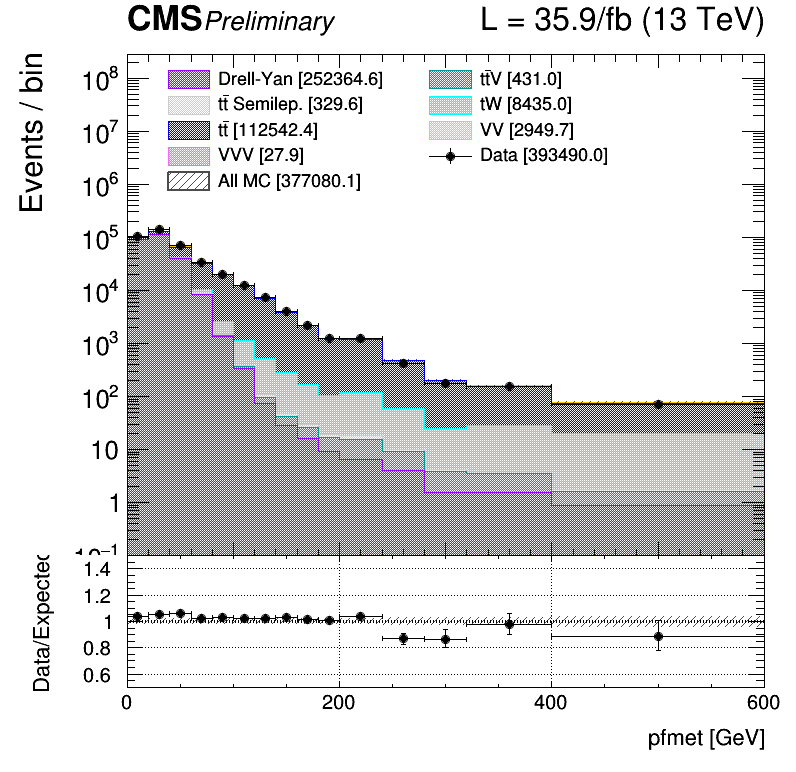 CMS Preliminary L = 35.9/fb (13 TeV)
Events / bin
Drell-Yan [252364.6]
tt̄V [431.0]
tt̄ Semilep. [329.6]
tW [8435.0]
tt̄ [112542.4]
VV [2949.7]
VVV [27.9]
Data [393490.0]
All MC [377080.1]
10⁸
10⁷
10⁶
10⁵
10⁴
10³
10²
10
1
10⁻¹
Data/Expected
1.4
1.2
1
0.8
0.6
0 200 400 600
pfmet [GeV]